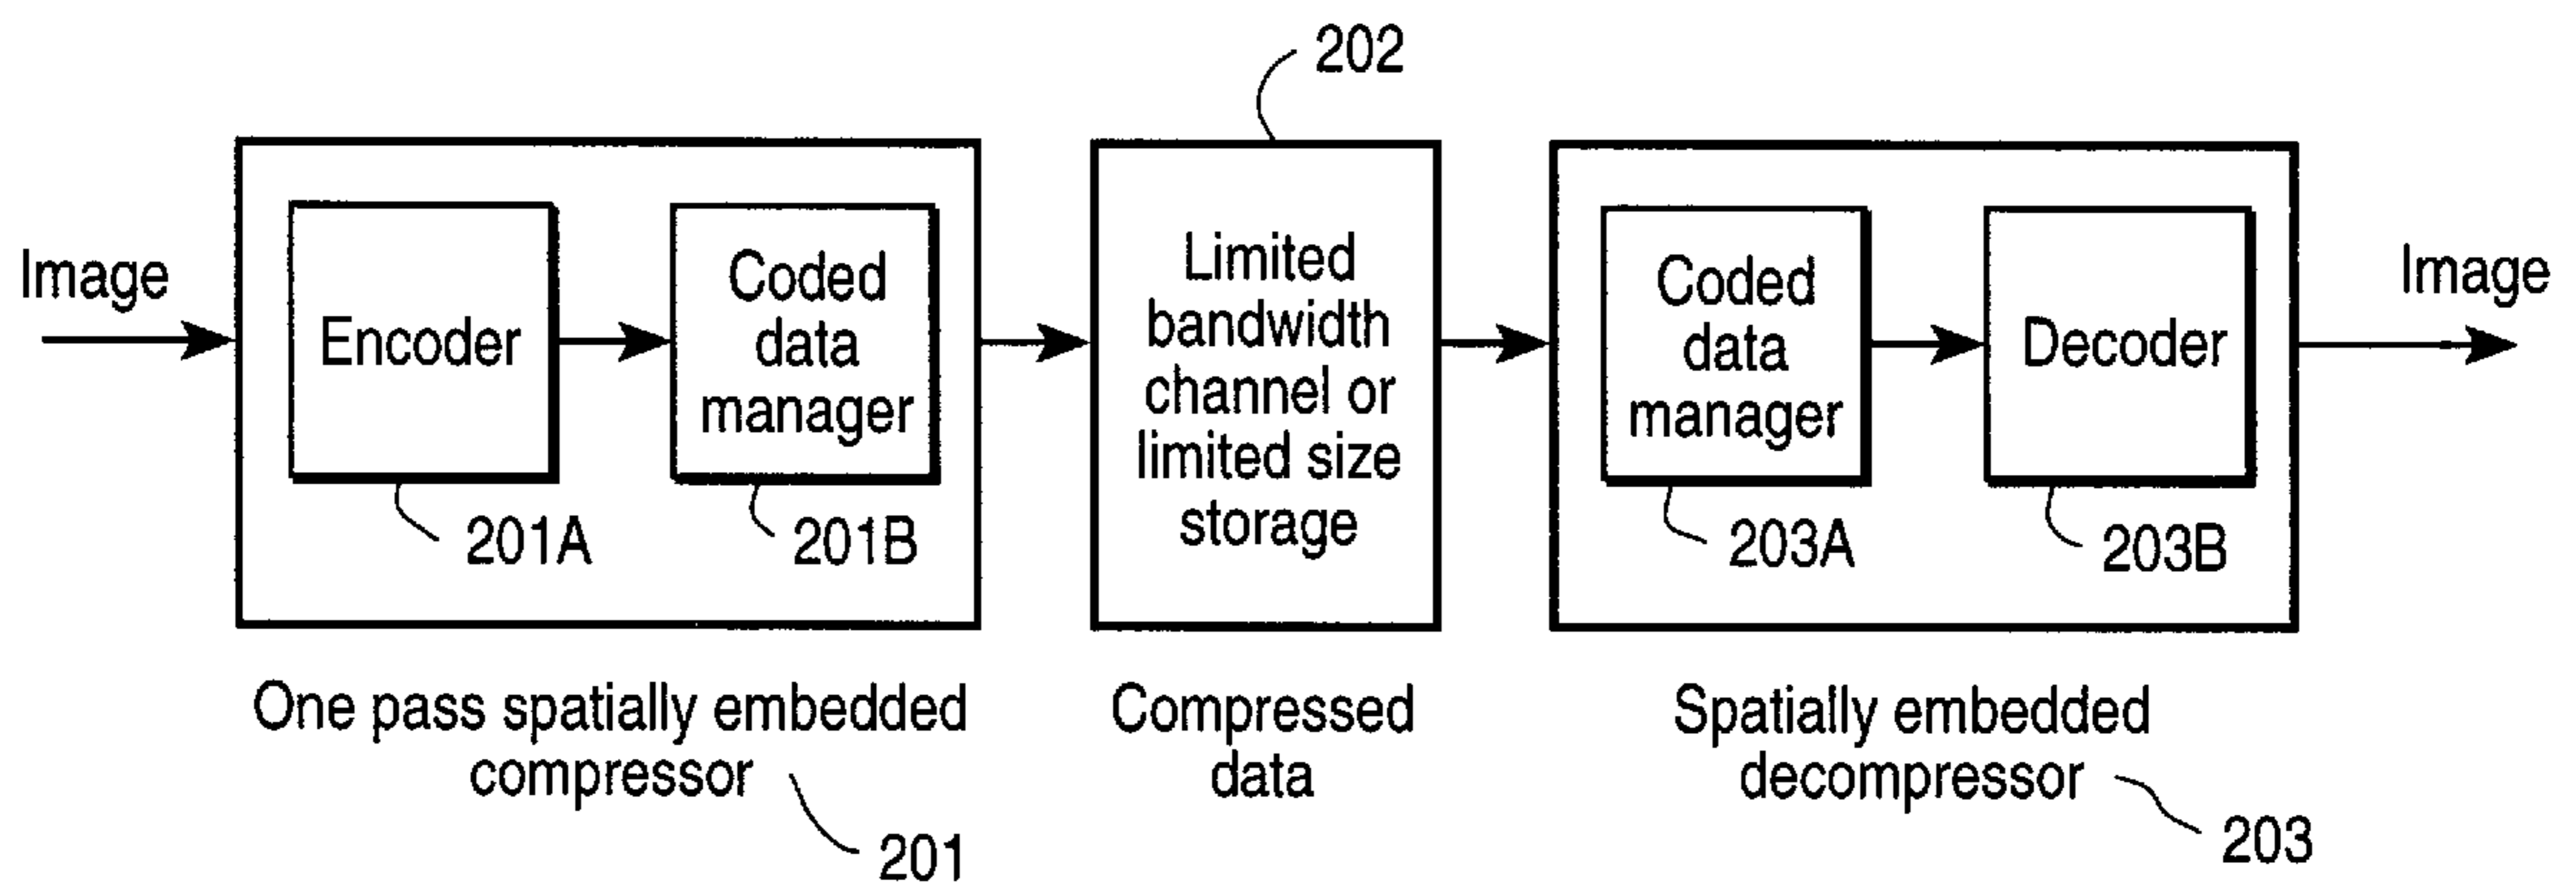 202
Image
Encoder
Coded
data
manager
201A
201B
Limited
bandwidth
channel or
limited size
storage
Coded
data
manager
Decoder
203A
203B
Image
One pass spatially embedded
compressor
201
Compressed
data
Spatially embedded
decompressor
203